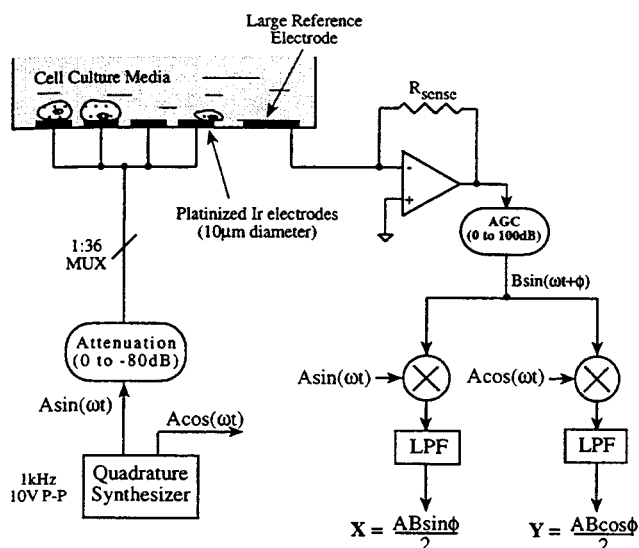 Large Reference
Electrode
Cell Culture Media
Rsense
-
+
Platinized Ir electrodes
(10µm diameter)
AGC
(0 to 100dB)
1:36
MUX
Bsin(ωt+ϕ)
Attenuation
(0 to -80dB)
Asin(ωt)
Acos(ωt)
Asin(ωt)
Acos(ωt)
LPF
LPF
1kHz
10V P-P
Quadrature
Synthesizer
X = ABsinϕ
2
Y = ABcosϕ
2